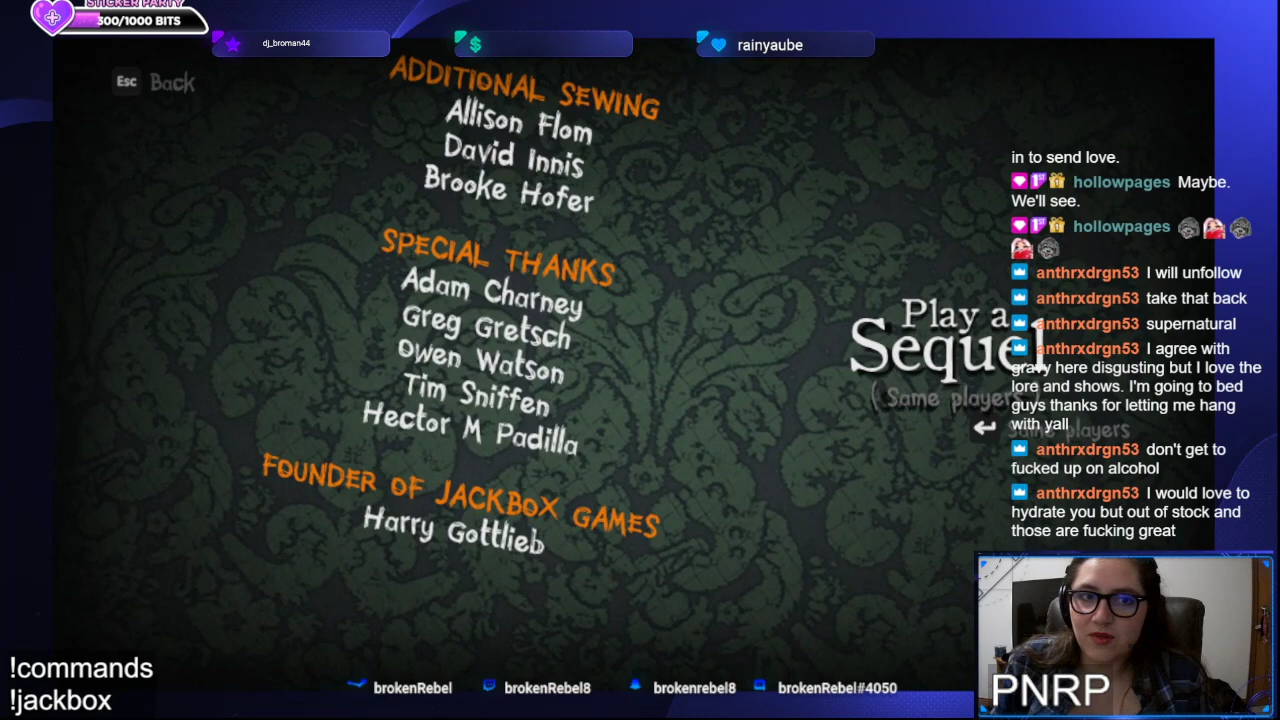 STICKER PARTY
300/1000 BITS
dj_broman44
$
rainyaube
Esc Back
ADDITIONAL SEWING
Allison Flom
David Innis
Brooke Hofer
SPECIAL THANKS
Adam Charney
Greg Gretsch
Owen Watson
Tim Sniffen
Hector M Padilla
FOUNDER OF JACKBOX GAMES
Harry Gottlieb
Play a
Sequel
(Same players)
Same players
in to send love.
hollowpages Maybe.
We'll see.
hollowpages
anthrxdrgn53 I will unfollow
anthrxdrgn53 take that back
anthrxdrgn53 supernatural
anthrxdrgn53 I agree with
gravy here disgusting but I love the
lore and shows. I'm going to bed
guys thanks for letting me hang
with yall
anthrxdrgn53 don't get to
fucked up on alcohol
anthrxdrgn53 I would love to
hydrate you but out of stock and
those are fucking great
!commands
!jackbox
brokenRebel
brokenRebel8
brokenrebel8
brokenRebel#4050
PNRP